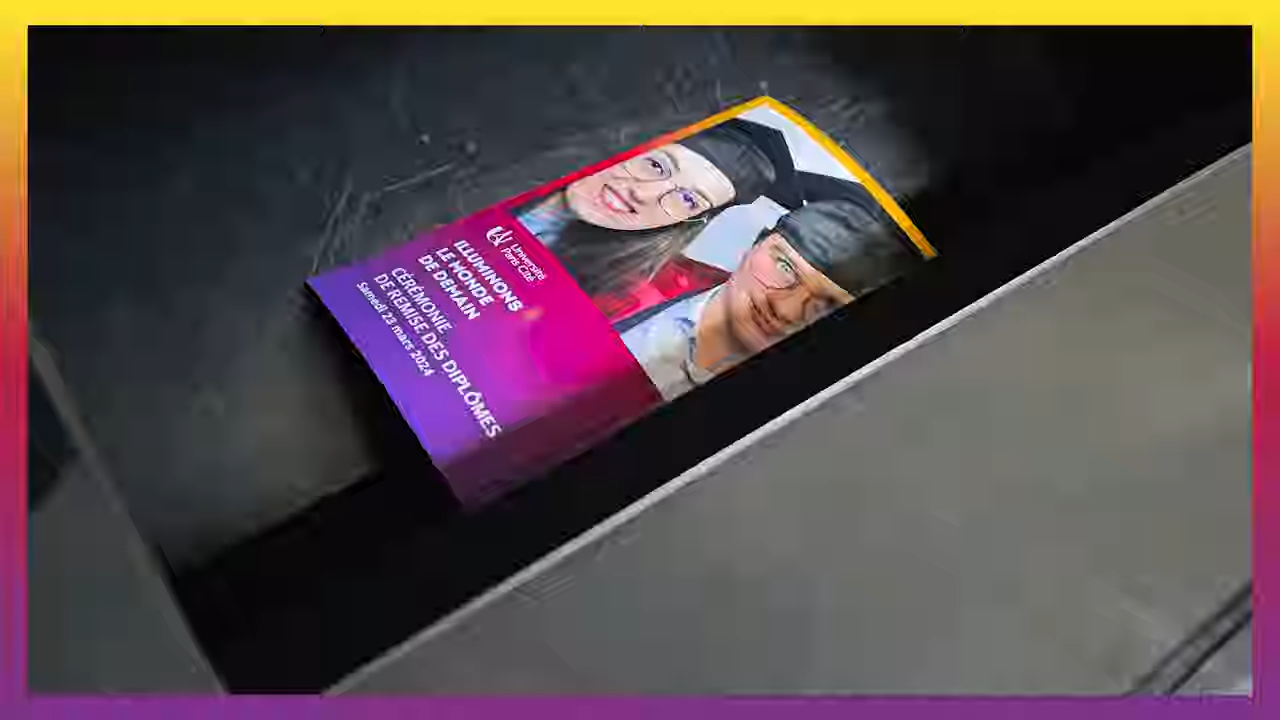 Université
Paris Cité
ILLUMINONS
LE MONDE
DE DEMAIN
CÉRÉMONIE
DE REMISE DES DIPLÔMES
Samedi 23 mars 2024